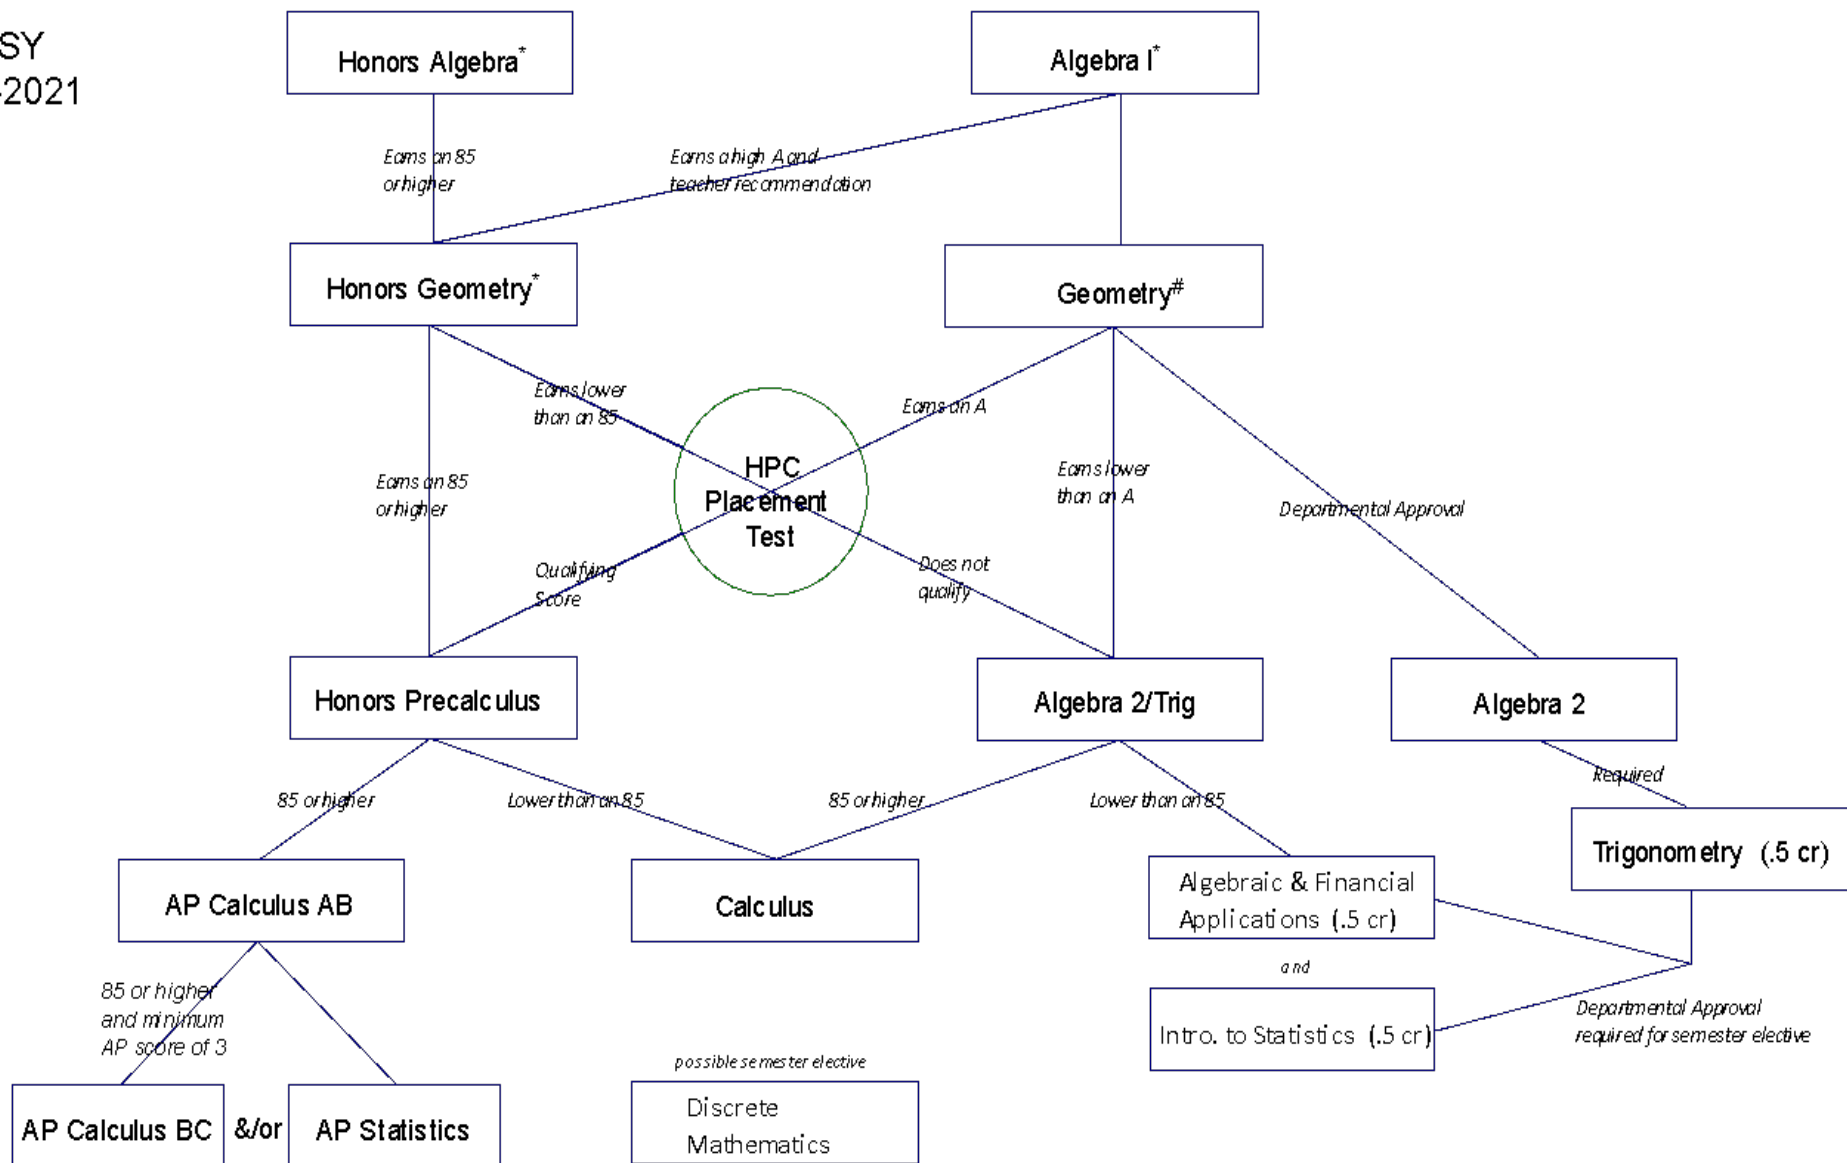 SY
-2021
Honors Algebra*
Algebra I*
Earns an 85
or higher
Earns a high A and
teacher recommendation
Honors Geometry*
Geometry#
Earns lower
than an 85
Earns an A
HPC
Placement
Test
Earns an 85
or higher
Earns lower
than an A
Departmental Approval
Qualifying
Score
Does not
qualify
Honors Precalculus
Algebra 2/Trig
Algebra 2
Required
85 or higher
Lower than an 85
85 or higher
Lower than an 85
Trigonometry (.5 cr)
AP Calculus AB
Calculus
Algebraic & Financial
Applications (.5 cr)
and
Intro. to Statistics (.5 cr)
Departmental Approval
required for semester elective
85 or higher
and minimum
AP score of 3
possible semester elective
AP Calculus BC
&/or
AP Statistics
Discrete
Mathematics